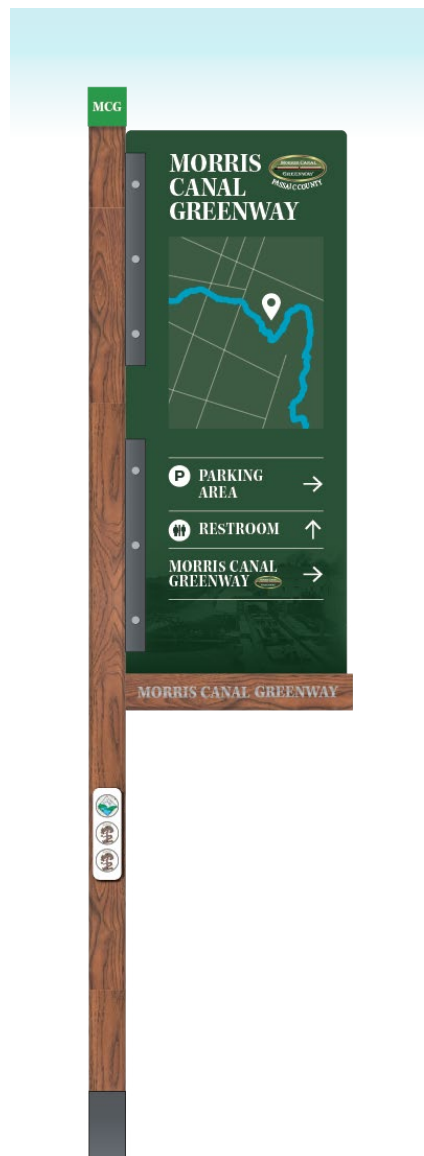 MCG
MORRIS
CANAL
GREENWAY
MORRIS CANAL
GREENWAY
PASSAIC COUNTY
P PARKING
AREA
RESTROOM
MORRIS CANAL
GREENWAY
MORRIS CANAL GREENWAY